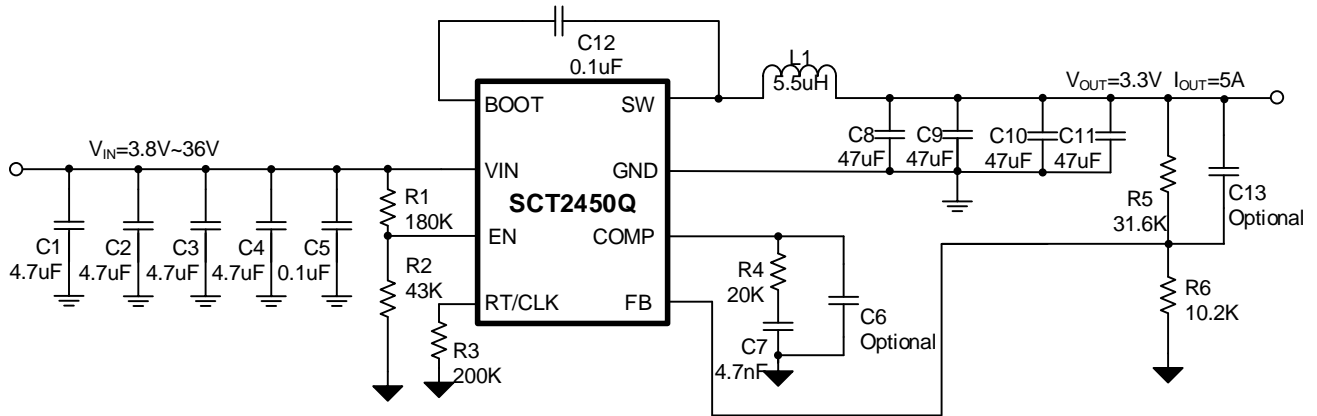 C12
0.1uF
L1
5.5uH
BOOT
SW
VOUT=3.3V IOUT=5A
VIN=3.8V~36V
VIN
GND
C8
47uF
C9
47uF
C10
47uF
C11
47uF
SCT2450Q
R1
180K
R5
31.6K
C13
Optional
C1
4.7uF
C2
4.7uF
C3
4.7uF
C4
4.7uF
C5
0.1uF
EN
COMP
R2
43K
R4
20K
RT/CLK
FB
R6
10.2K
C6
Optional
R3
200K
C7
4.7nF